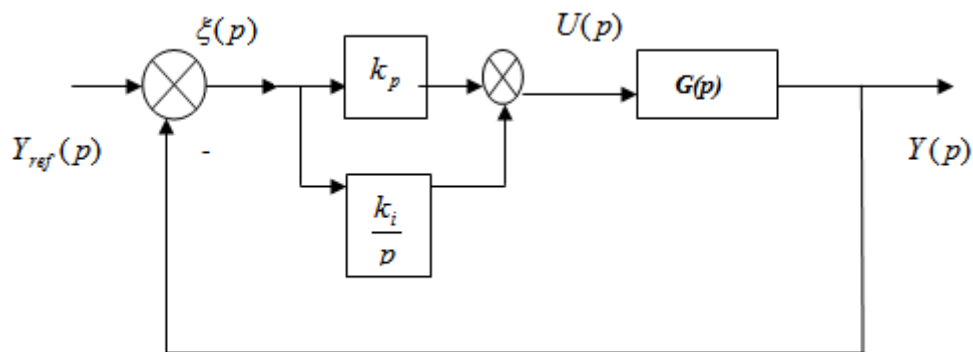 ξ(p)
U(p)
k_p
G(p)
Y_ref(p)
-
Y(p)
k_i
p